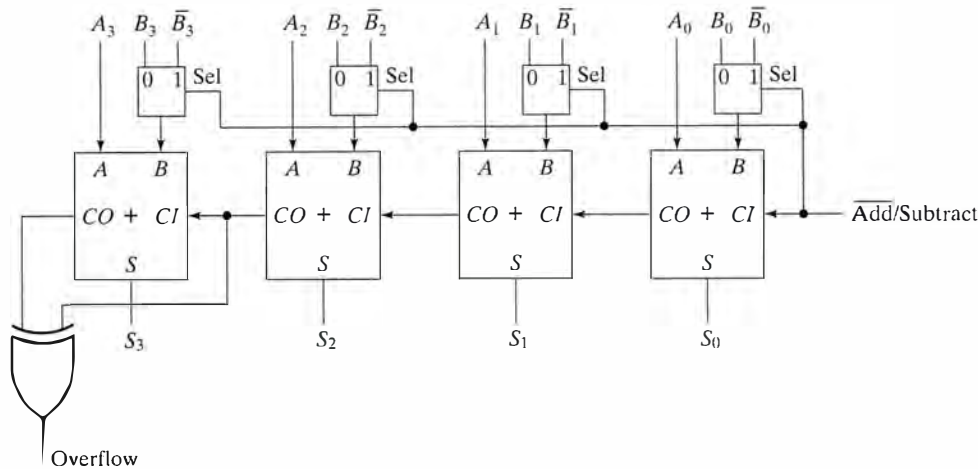 A₃ B₃ B̅₃ A₂ B₂ B̅₂ A₁ B₁ B̅₁ A₀ B₀ B̅₀
0 1 Sel 0 1 Sel 0 1 Sel 0 1 Sel
A B A B A B A B
CO + CI CO + CI CO + CI CO + CI A̅d̅d̅/Subtract
S S S S
S₃ S₂ S₁ S₀
Overflow